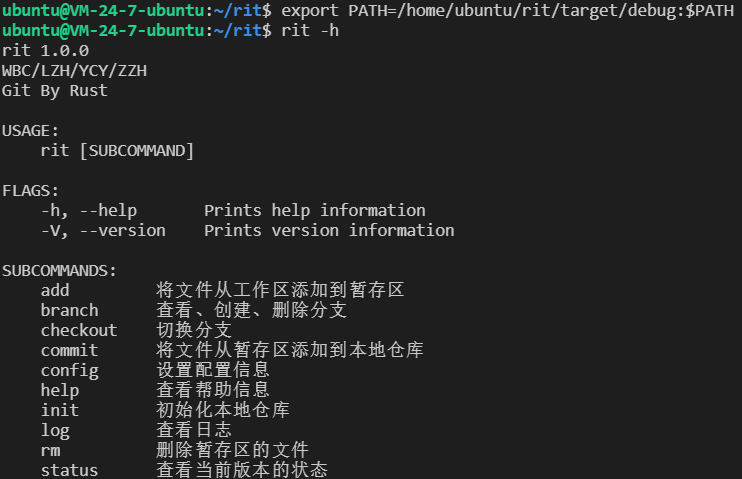 ubuntu@VM-24-7-ubuntu:~/rit$ export PATH=/home/ubuntu/rit/target/debug:$PATH
ubuntu@VM-24-7-ubuntu:~/rit$ rit -h
rit 1.0.0
WBC/LZH/YCY/ZZH
Git By Rust
USAGE:
    rit [SUBCOMMAND]
FLAGS:
    -h, --help       Prints help information
    -V, --version    Prints version information
SUBCOMMANDS:
    add         将文件从工作区添加到暂存区
    branch      查看、创建、删除分支
    checkout    切换分支
    commit      将文件从暂存区添加到本地仓库
    config      设置配置信息
    help        查看帮助信息
    init        初始化本地仓库
    log         查看日志
    rm          删除暂存区的文件
    status      查看当前版本的状态